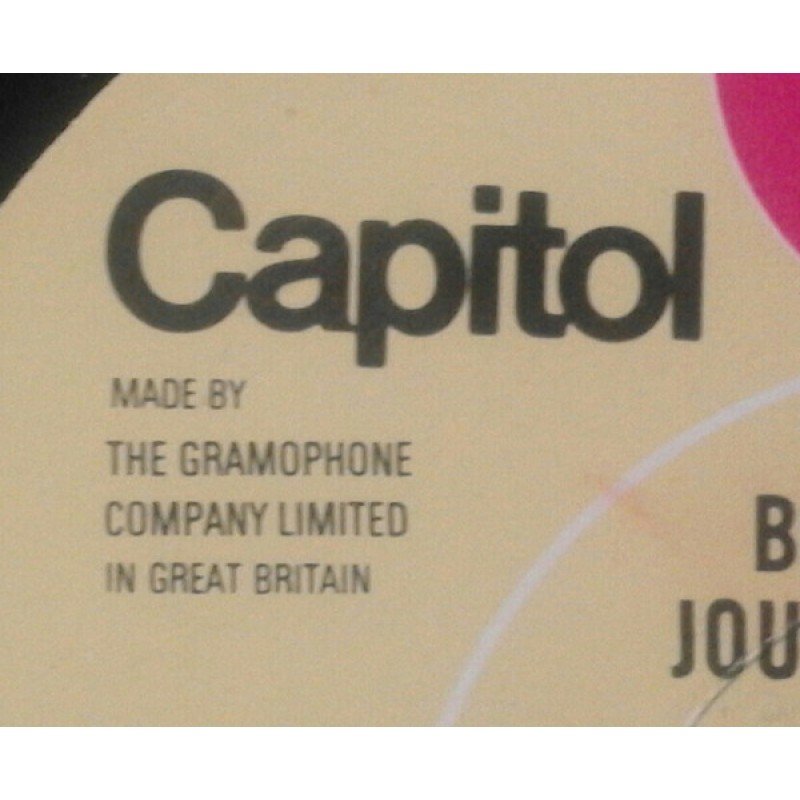 Capitol
MADE BY
THE GRAMOPHONE
COMPANY LIMITED
IN GREAT BRITAIN
B
JOU